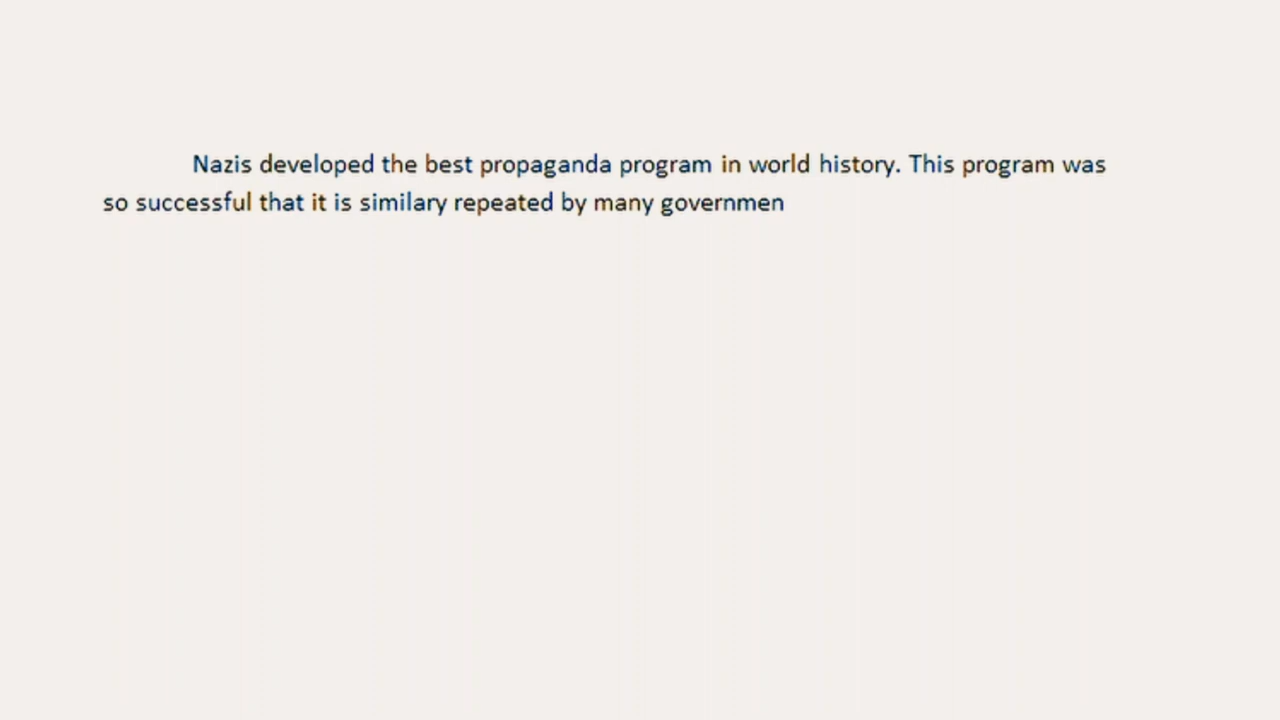 Nazis developed the best propaganda program in world history. This program was
so successful that it is similary repeated by many governmen